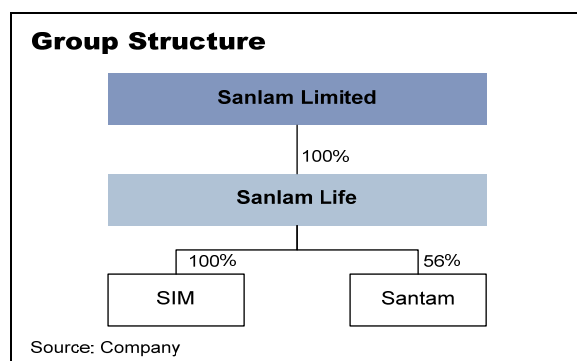 Group Structure
Sanlam Limited
100%
Sanlam Life
100% 56%
SIM Santam
Source: Company